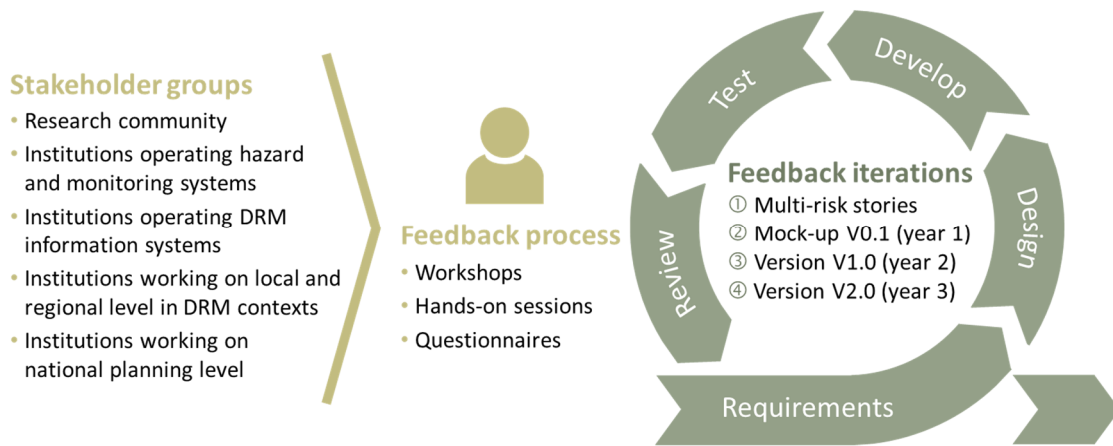 Stakeholder groups
• Research community
• Institutions operating hazard
and monitoring systems
• Institutions operating DRM
information systems
• Institutions working on local and
regional level in DRM contexts
• Institutions working on
national planning level
Feedback process
• Workshops
• Hands-on sessions
• Questionnaires
Feedback iterations
① Multi-risk stories
② Mock-up V0.1 (year 1)
③ Version V1.0 (year 2)
④ Version V2.0 (year 3)
Requirements
Design
Develop
Test
Review